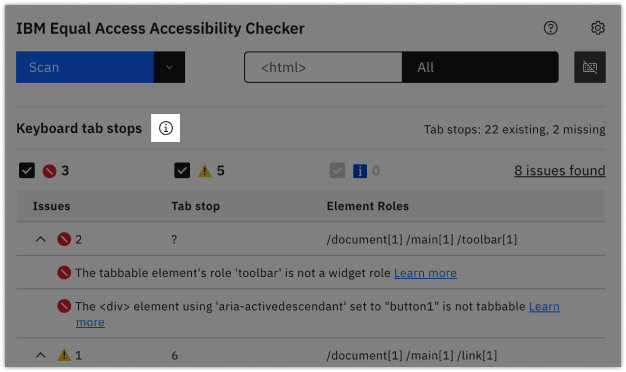 IBM Equal Access Accessibility Checker
Scan <html> All
Keyboard tab stops Tab stops: 22 existing, 2 missing
3 5 0 8 issues found
Issues Tab stop Element Roles
2 ? /document[1] /main[1] /toolbar[1]
The tabbable element's role 'toolbar' is not a widget role Learn more
The <div> element using 'aria-activedescendant' set to "button1" is not tabbable Learn
more
1 6 /document[1] /main[1] /link[1]